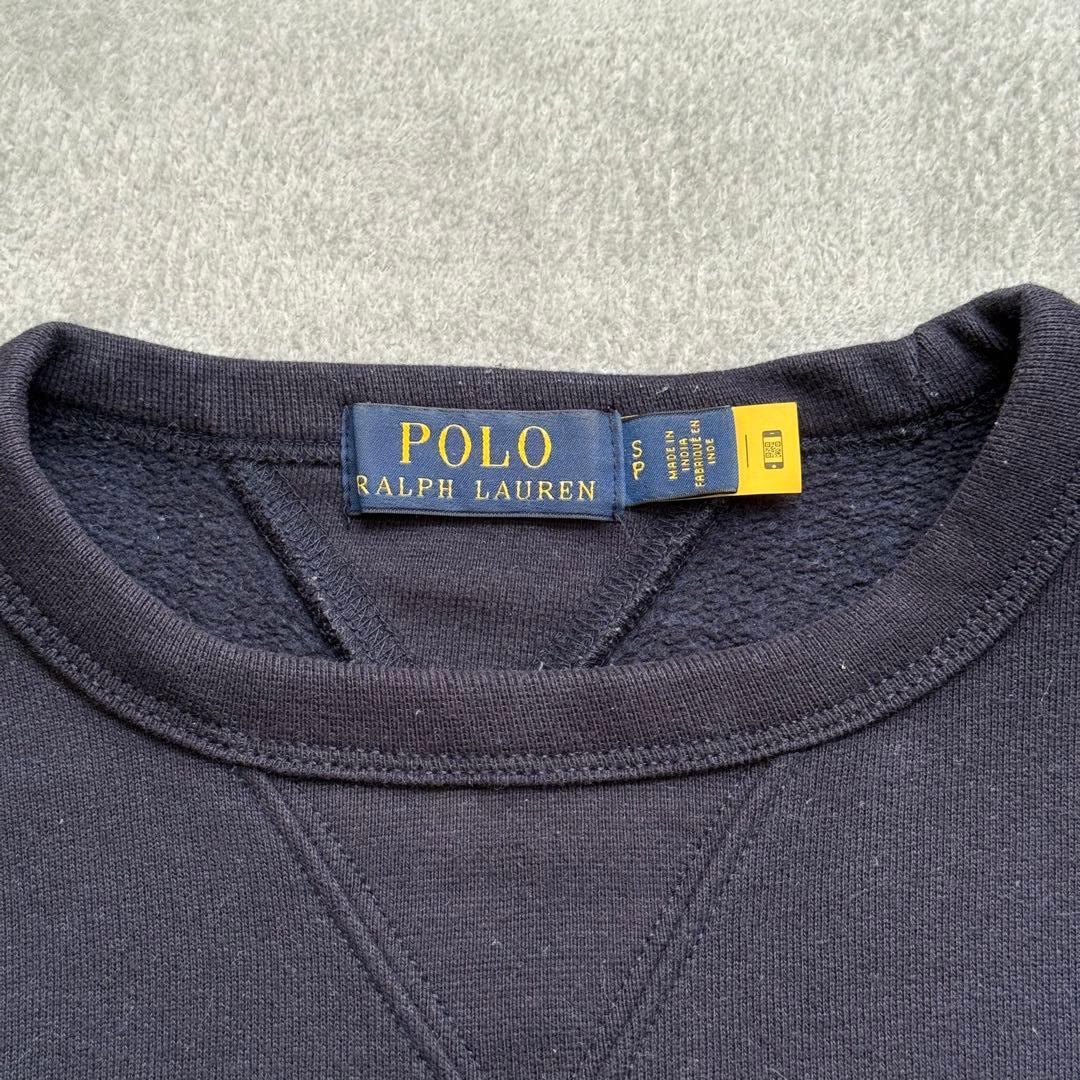 POLO
RALPH LAUREN
S
P
MADE IN
INDIA
FABRIQUÉ EN
INDE